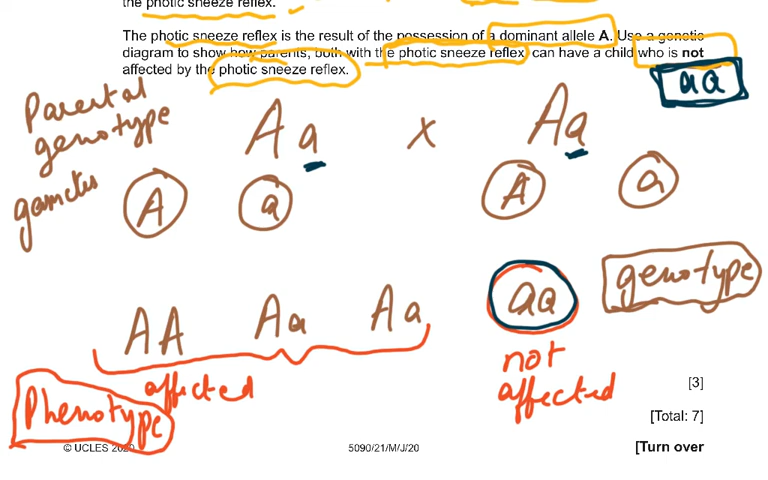 the photic sneeze reflex.
The photic sneeze reflex is the result of the possession of a dominant allele A. Use a genetic
diagram to show how parents, both with the photic sneeze reflex, can have a child who is not
affected by the photic sneeze reflex.
aa
Parental
genotype
Aa x Aa
gametes
A a A a
AA Aa Aa aa genotype
affected
not
affected
Phenotype
[3]
[Total: 7]
© UCLES 2020
5090/21/M/J/20
[Turn over